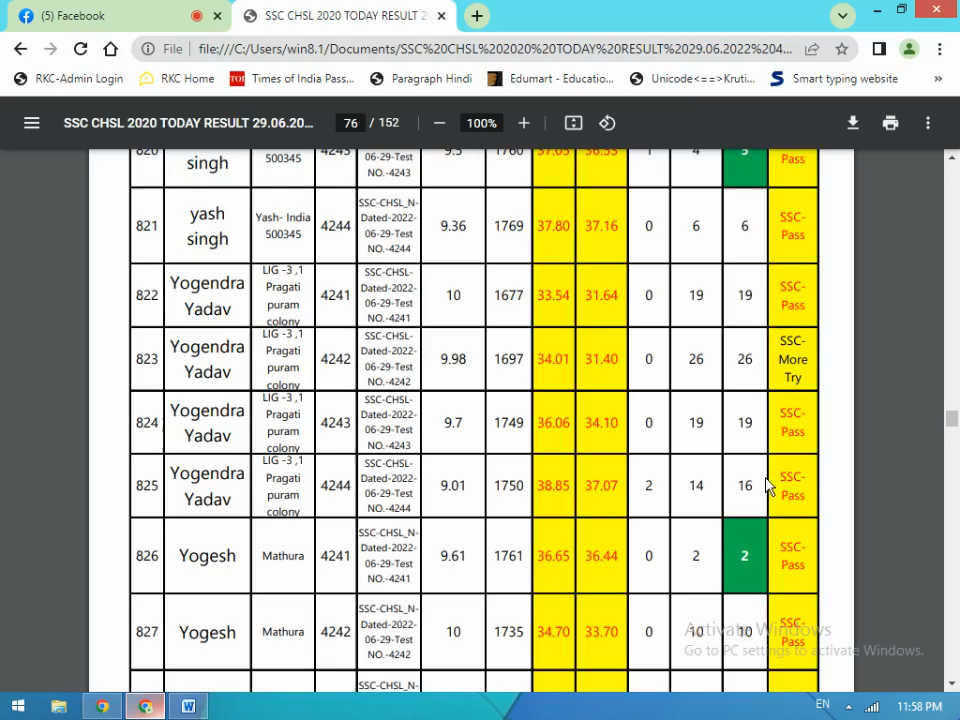 (5) Facebook
SSC CHSL 2020 TODAY RESULT 2
File file:///C:/Users/win8.1/Documents/SSC%20CHSL%202020%20TODAY%20RESULT%2029.06.2022%204...
RKC-Admin Login RKC Home TOI Times of India Pass... Paragraph Hindi Edumart - Educatio... Unicode<==>Kruti... Smart typing website »
SSC CHSL 2020 TODAY RESULT 29.06.20... 76 / 152 100%
820 singh 500345 4243 06-29-Test NO.-4243 9.5 1760 37.05 36.53 1 4 5 Pass
821 yash singh Yash- India 500345 4244 SSC-CHSL_N-Dated-2022-06-29-Test NO.-4244 9.36 1769 37.80 37.16 0 6 6 SSC-Pass
822 Yogendra Yadav LIG -3 ,1 Pragati puram colony 4241 SSC-CHSL-Dated-2022-06-29-Test NO.-4241 10 1677 33.54 31.64 0 19 19 SSC-Pass
823 Yogendra Yadav LIG -3 ,1 Pragati puram colony 4242 SSC-CHSL-Dated-2022-06-29-Test NO.-4242 9.98 1697 34.01 31.40 0 26 26 SSC-More Try
824 Yogendra Yadav LIG -3 ,1 Pragati puram colony 4243 SSC-CHSL-Dated-2022-06-29-Test NO.-4243 9.7 1749 36.06 34.10 0 19 19 SSC-Pass
825 Yogendra Yadav LIG -3 ,1 Pragati puram colony 4244 SSC-CHSL-Dated-2022-06-29-Test NO.-4244 9.01 1750 38.85 37.07 2 14 16 SSC-Pass
826 Yogesh Mathura 4241 SSC-CHSL_N-Dated-2022-06-29-Test NO.-4241 9.61 1761 36.65 36.44 0 2 2 SSC-Pass
827 Yogesh Mathura 4242 SSC-CHSL_N-Dated-2022-06-29-Test NO.-4242 10 1735 34.70 33.70 0 10 10 SSC-Pass
SSC-CHSL_N-
Activate Windows
Go to PC settings to activate Windows.
EN 11:58 PM